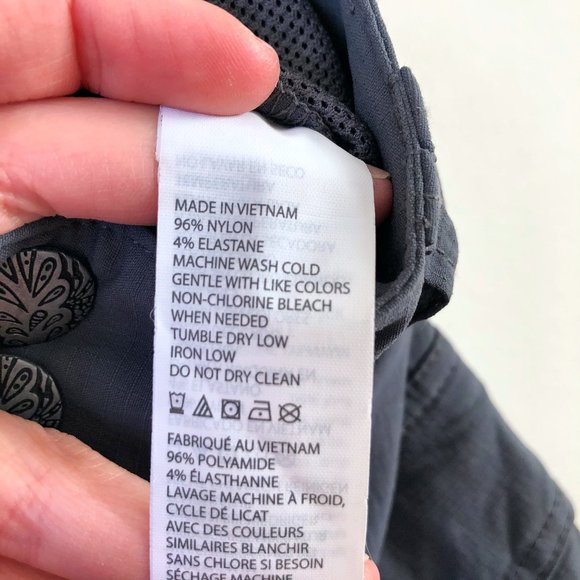 MADE IN VIETNAM
96% NYLON
4% ELASTANE
MACHINE WASH COLD
GENTLE WITH LIKE COLORS
NON-CHLORINE BLEACH
WHEN NEEDED
TUMBLE DRY LOW
IRON LOW
DO NOT DRY CLEAN
FABRIQUÉ AU VIETNAM
96% POLYAMIDE
4% ÉLASTHANNE
LAVAGE MACHINE À FROID,
CYCLE DE LICAT
AVEC DES COULEURS
SIMILAIRES BLANCHIR
SANS CHLORE SI BESOIN
SÉCHAGE MACHINE